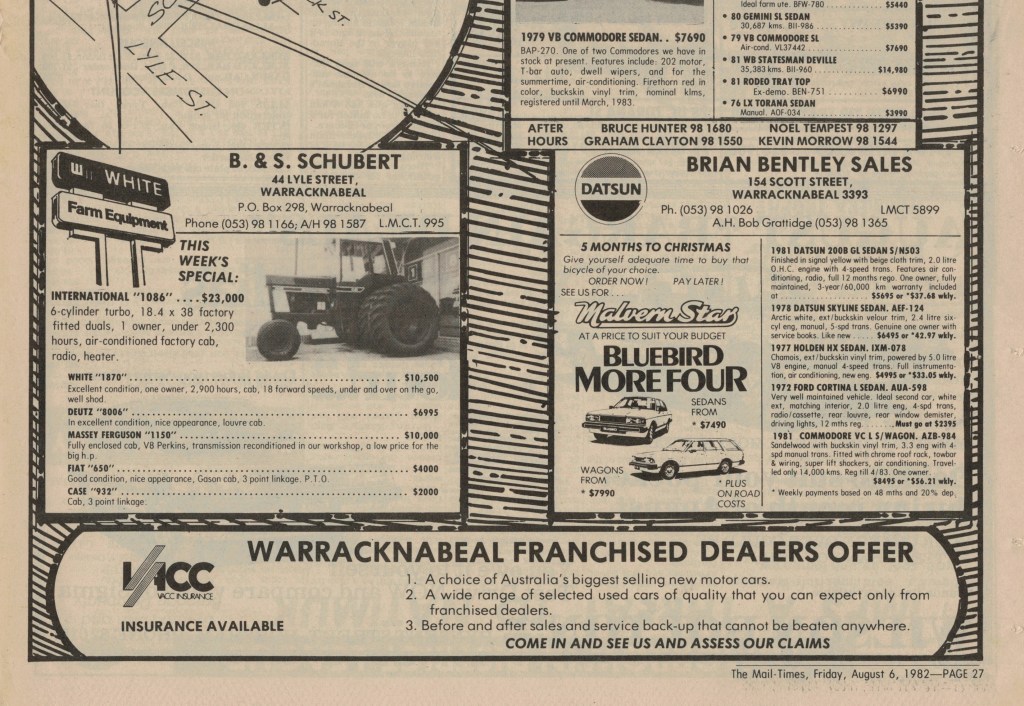 LYLE ST.
ST.
1979 VB COMMODORE SEDAN. . $7690
BAP-270. One of two Commodores we have in
stock at present. Features include: 202 motor,
T-bar auto, dwell wipers, and for the
summertime, air-conditioning. Firethorn red in
color, buckskin vinyl trim, nominal klms,
registered until March, 1983.
Ideal farm ute. BFW-780 ............ $5440
• 80 GEMINI SL SEDAN
30,687 kms. BII-986 ............ $5390
• 79 VB COMMODORE SL
Air-cond. VL37442 ............ $7690
• 81 WB STATESMAN DEVILLE
35,383 kms. BII-960 ............ $14,980
• 81 RODEO TRAY TOP
Ex-demo. BEN-751 ............ $6990
• 76 LX TORANA SEDAN
Manual. AOF-034 ............ $3990
AFTER HOURS
BRUCE HUNTER 98 1680 NOEL TEMPEST 98 1297
GRAHAM CLAYTON 98 1550 KEVIN MORROW 98 1544
WHITE
Farm Equipment
B. & S. SCHUBERT
44 LYLE STREET,
WARRACKNABEAL
P.O. Box 298, Warracknabeal
Phone (053) 98 1166; A/H 98 1587 L.M.C.T. 995
THIS
WEEK'S
SPECIAL:
INTERNATIONAL "1086" .... $23,000
6-cylinder turbo, 18.4 x 38 factory
fitted duals, 1 owner, under 2,300
hours, air-conditioned factory cab,
radio, heater.
WHITE "1870" ............ $10,500
Excellent condition, one owner, 2,900 hours, cab, 18 forward speeds, under and over on the go,
well shod.
DEUTZ "8006" ............ $6995
In excellent condition, nice appearance, louvre cab.
MASSEY FERGUSON "1150" ............ $10,000
Fully enclosed cab, V8 Perkins, transmission reconditioned in our workshop, a low price for the
big h.p.
FIAT "650" ............ $4000
Good condition, nice appearance, Gason cab, 3 point linkage. P.T.O.
CASE "932" ............ $2000
Cab, 3 point linkage.
DATSUN
BRIAN BENTLEY SALES
154 SCOTT STREET,
WARRACKNABEAL 3393
Ph. (053) 98 1026 LMCT 5899
A.H. Bob Grattidge (053) 98 1365
5 MONTHS TO CHRISTMAS
Give yourself adequate time to buy that
bicycle of your choice.
ORDER NOW! PAY LATER!
SEE US FOR . . .
Malvern Star
AT A PRICE TO SUIT YOUR BUDGET
BLUEBIRD
MORE FOUR
SEDANS
FROM
* $7490
WAGONS
FROM
* $7990
* PLUS
ON ROAD
COSTS
1981 DATSUN 200B GL SEDAN S/NS03
Finished in signal yellow with beige cloth trim, 2.0 litre
O.H.C. engine with 4-speed trans. Features air con-
ditioning, radio, full 12 months rego. One owner, fully
maintained, 3-year/60,000 km warranty included
at ............ $5695 or *$37.68 wkly.
1978 DATSUN SKYLINE SEDAN. AEF-124
Arctic white, ext/buckskin velour trim, 2.4 litre six-
cyl eng, manual, 5-spd trans. Genuine one owner with
service books. Like new. . $6495 or *42.97 wkly.
1977 HOLDEN HX SEDAN. IXM-078
Chamois, ext/buckskin vinyl trim, powered by 5.0 litre
V8 engine, manual 4-speed trans. Full instrumenta-
tion, air conditioning, new eng. $4995 or *$33.05 wkly.
1972 FORD CORTINA L SEDAN. AUA-598
Very well maintained vehicle. Ideal second car, white
ext, matching interior, 2.0 litre eng, 4-spd trans,
radio/cassette, rear louvre, rear window demister,
driving lights, 12 mths reg. ........ Must go at $2395
1981 COMMODORE VC L S/WAGON. AZB-984
Sandelwood with buckskin vinyl trim, 3.3 eng with 4-
spd manual trans. Fitted with chrome roof rack, towbar
& wiring, super lift shockers, air conditioning. Travel-
led only 14,000 kms. Reg till 4/83. One owner.
$8495 or *$56.21 wkly.
* Weekly payments based on 48 mths and 20% dep.
VACC
VACC INSURANCE
INSURANCE AVAILABLE
WARRACKNABEAL FRANCHISED DEALERS OFFER
1. A choice of Australia's biggest selling new motor cars.
2. A wide range of selected used cars of quality that you can expect only from
franchised dealers.
3. Before and after sales and service back-up that cannot be beaten anywhere.
COME IN AND SEE US AND ASSESS OUR CLAIMS
The Mail-Times, Friday, August 6, 1982—PAGE 27